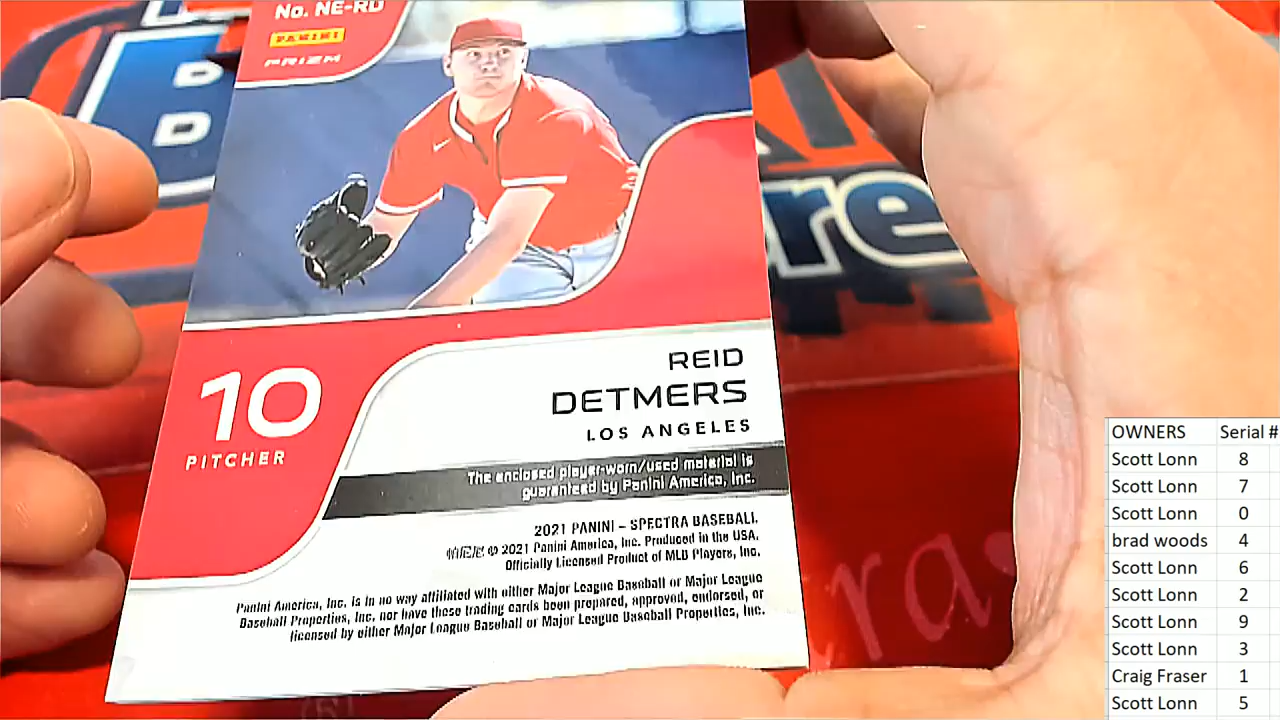 No. NE-RD
PANINI
PRIZM
10
PITCHER
REID
DETMERS
LOS ANGELES
The enclosed player-worn/used material is
guaranteed by Panini America, Inc.
2021 PANINI – SPECTRA BASEBALL.
帕尼尼 © 2021 Panini America, Inc. Produced in the USA.
Officially Licensed Product of MLB Players, Inc.
Panini America, Inc. is in no way affiliated with either Major League Baseball or Major League
Baseball Properties, Inc. nor have these trading cards been prepared, approved, endorsed, or
licensed by either Major League Baseball or Major League Baseball Properties, Inc.
OWNERS Serial #
Scott Lonn 8
Scott Lonn 7
Scott Lonn 0
brad woods 4
Scott Lonn 6
Scott Lonn 2
Scott Lonn 9
Scott Lonn 3
Craig Fraser 1
Scott Lonn 5